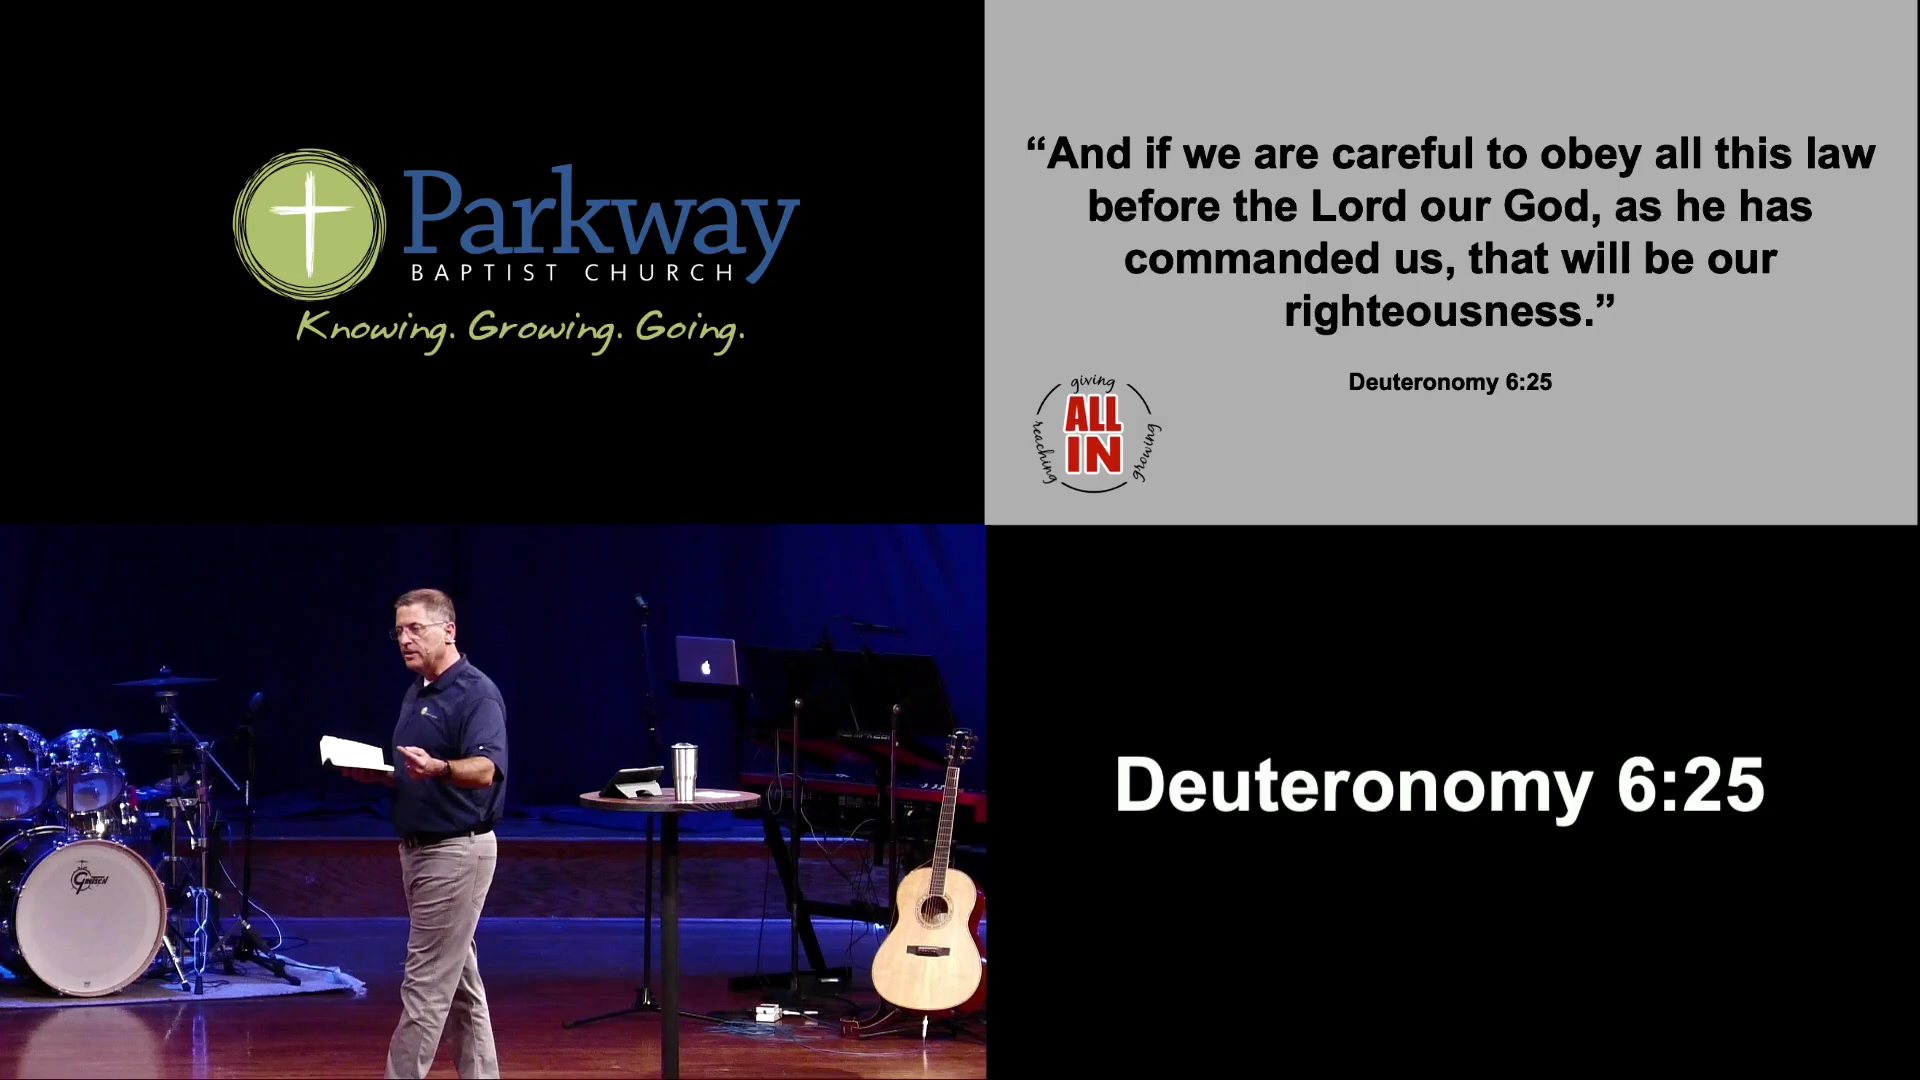 Parkway
BAPTIST CHURCH
Knowing. Growing. Going.
“And if we are careful to obey all this law
before the Lord our God, as he has
commanded us, that will be our
righteousness.”
Deuteronomy 6:25
giving
ALL
IN
reaching
growing
Gretsch
Deuteronomy 6:25